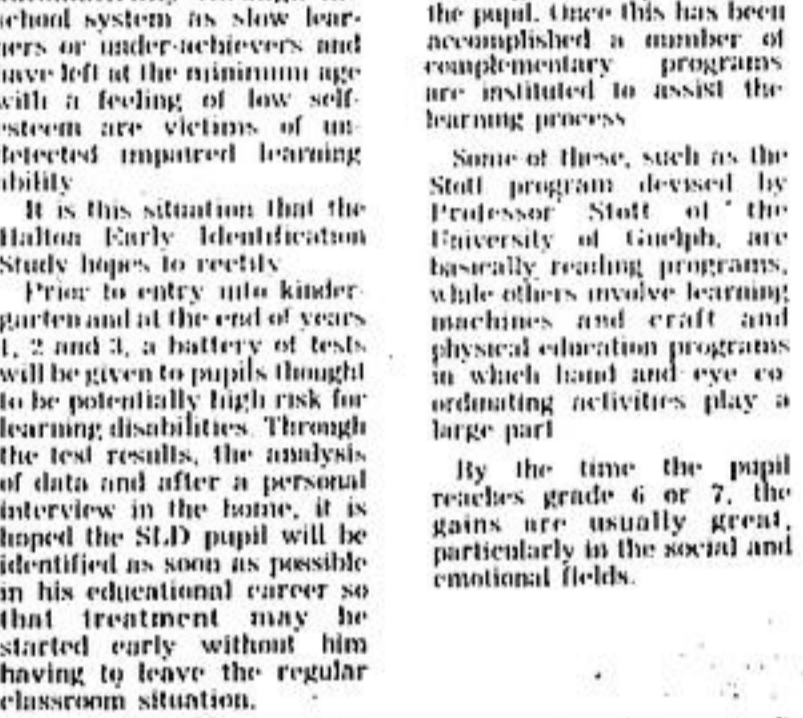 school system as slow lear-
ners or under-achievers and
have left at the minimum age
with a feeling of low self-
esteem are victims of un-
detected impaired learning
ability
It is this situation that the
Halton Early Identification
Study hopes to rectify
Prior to entry into kinder-
garten and at the end of years
1, 2 and 3, a battery of tests
will be given to pupils thought
to be potentially high risk for
learning disabilities. Through
the test results, the analysis
of data and after a personal
interview in the home, it is
hoped the SLD pupil will be
identified as soon as possible
in his educational career so
that treatment may be
started early without him
having to leave the regular
classroom situation.
the pupil. Once this has been
accomplished a number of
complementary programs
are instituted to assist the
learning process
Some of these, such as the
Stott program devised by
Professor Stott of the
University of Guelph, are
basically reading programs,
while others involve learning
machines and craft and
physical education programs
in which hand and eye co
ordinating activities play a
large part
By the time the pupil
reaches grade 6 or 7, the
gains are usually great,
particularly in the social and
emotional fields.